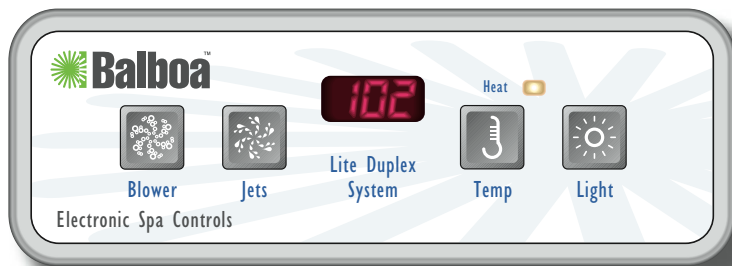 Balboa™
102
Heat
Blower
Jets
Lite Duplex
System
Temp
Light
Electronic Spa Controls